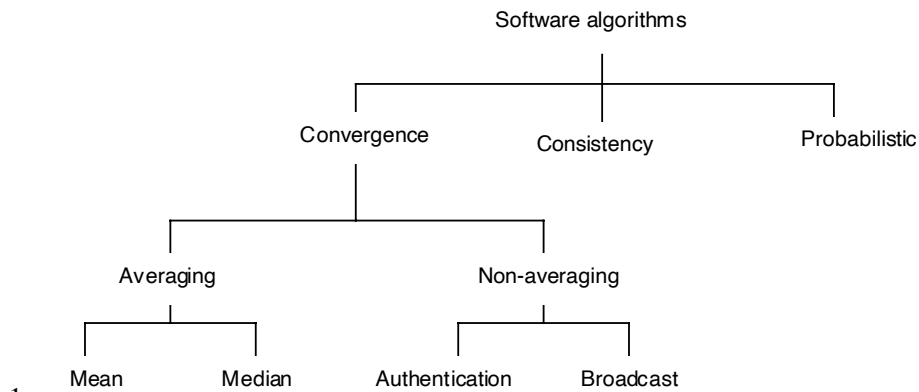 Software algorithms
Convergence
Consistency
Probabilistic
Averaging
Non-averaging
Mean
Median
Authentication
Broadcast